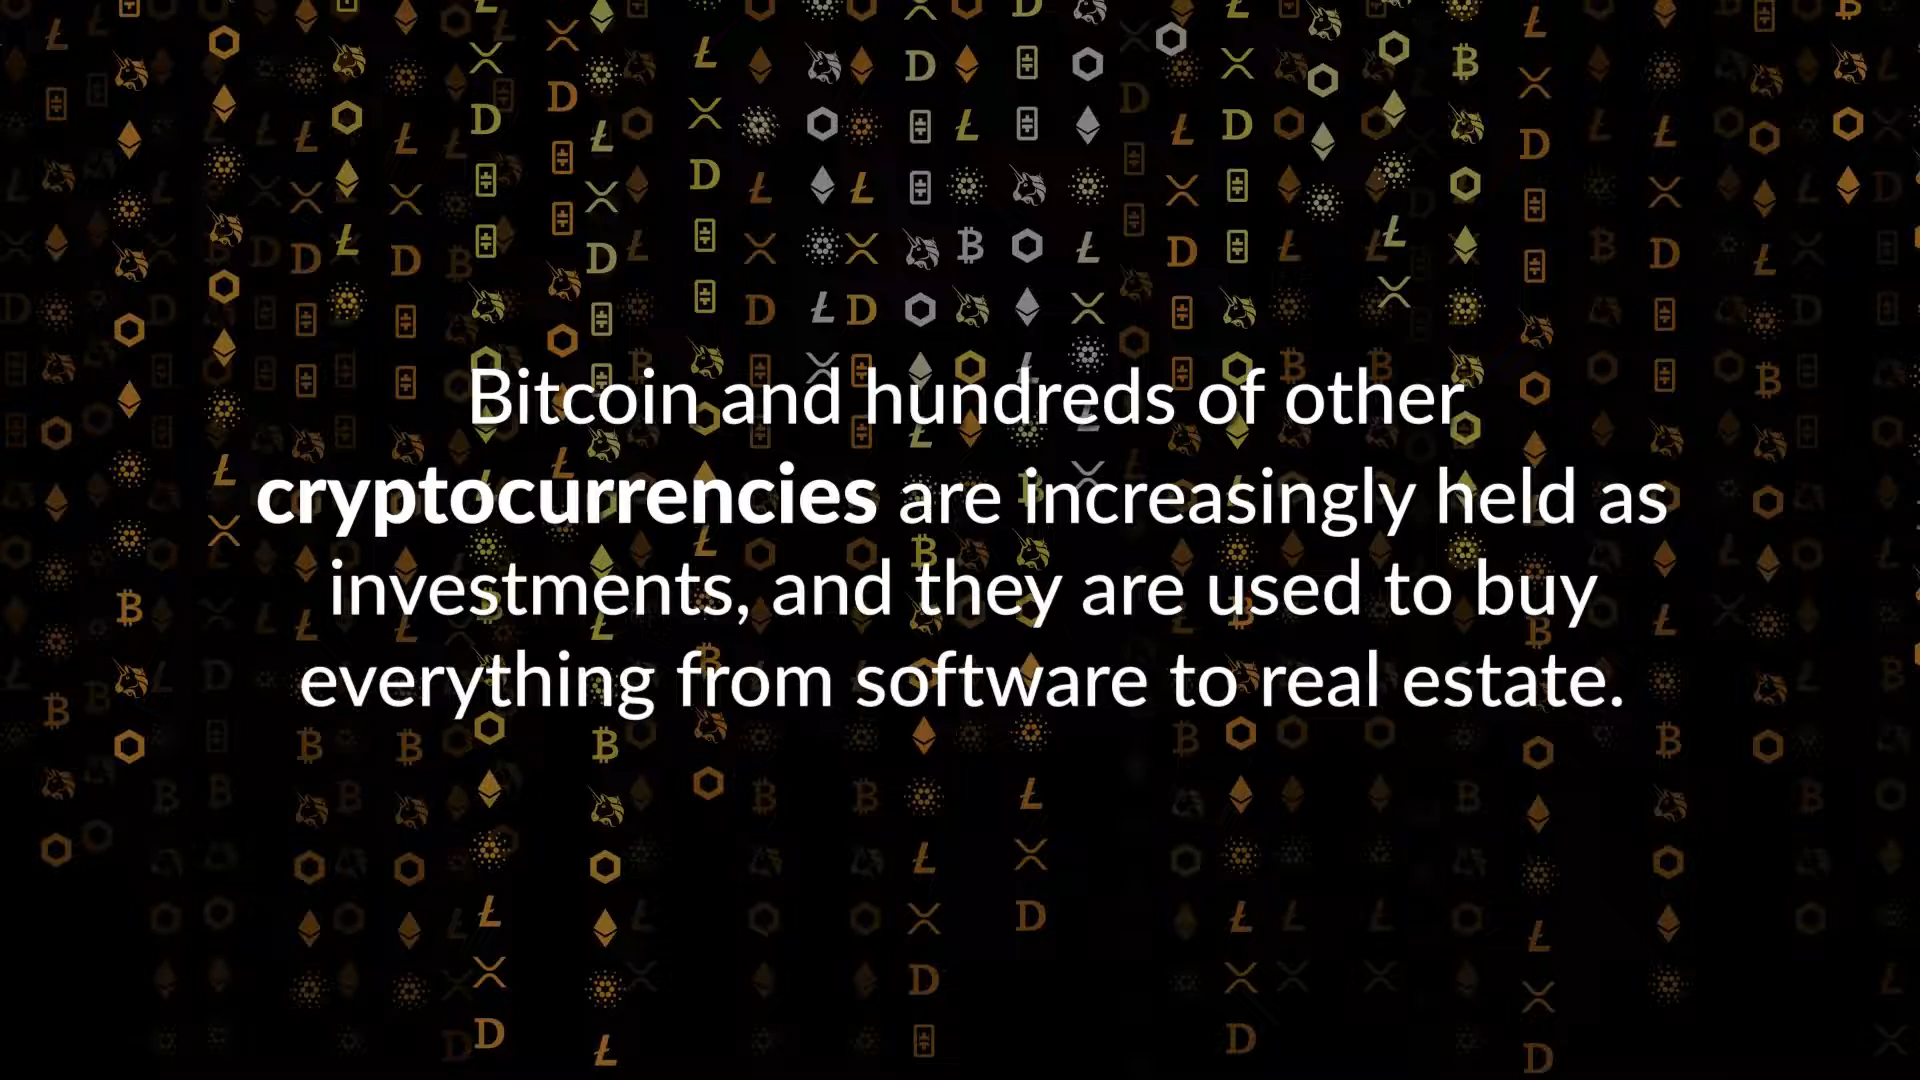 Bitcoin and hundreds of other
cryptocurrencies are increasingly held as
investments, and they are used to buy
everything from software to real estate.